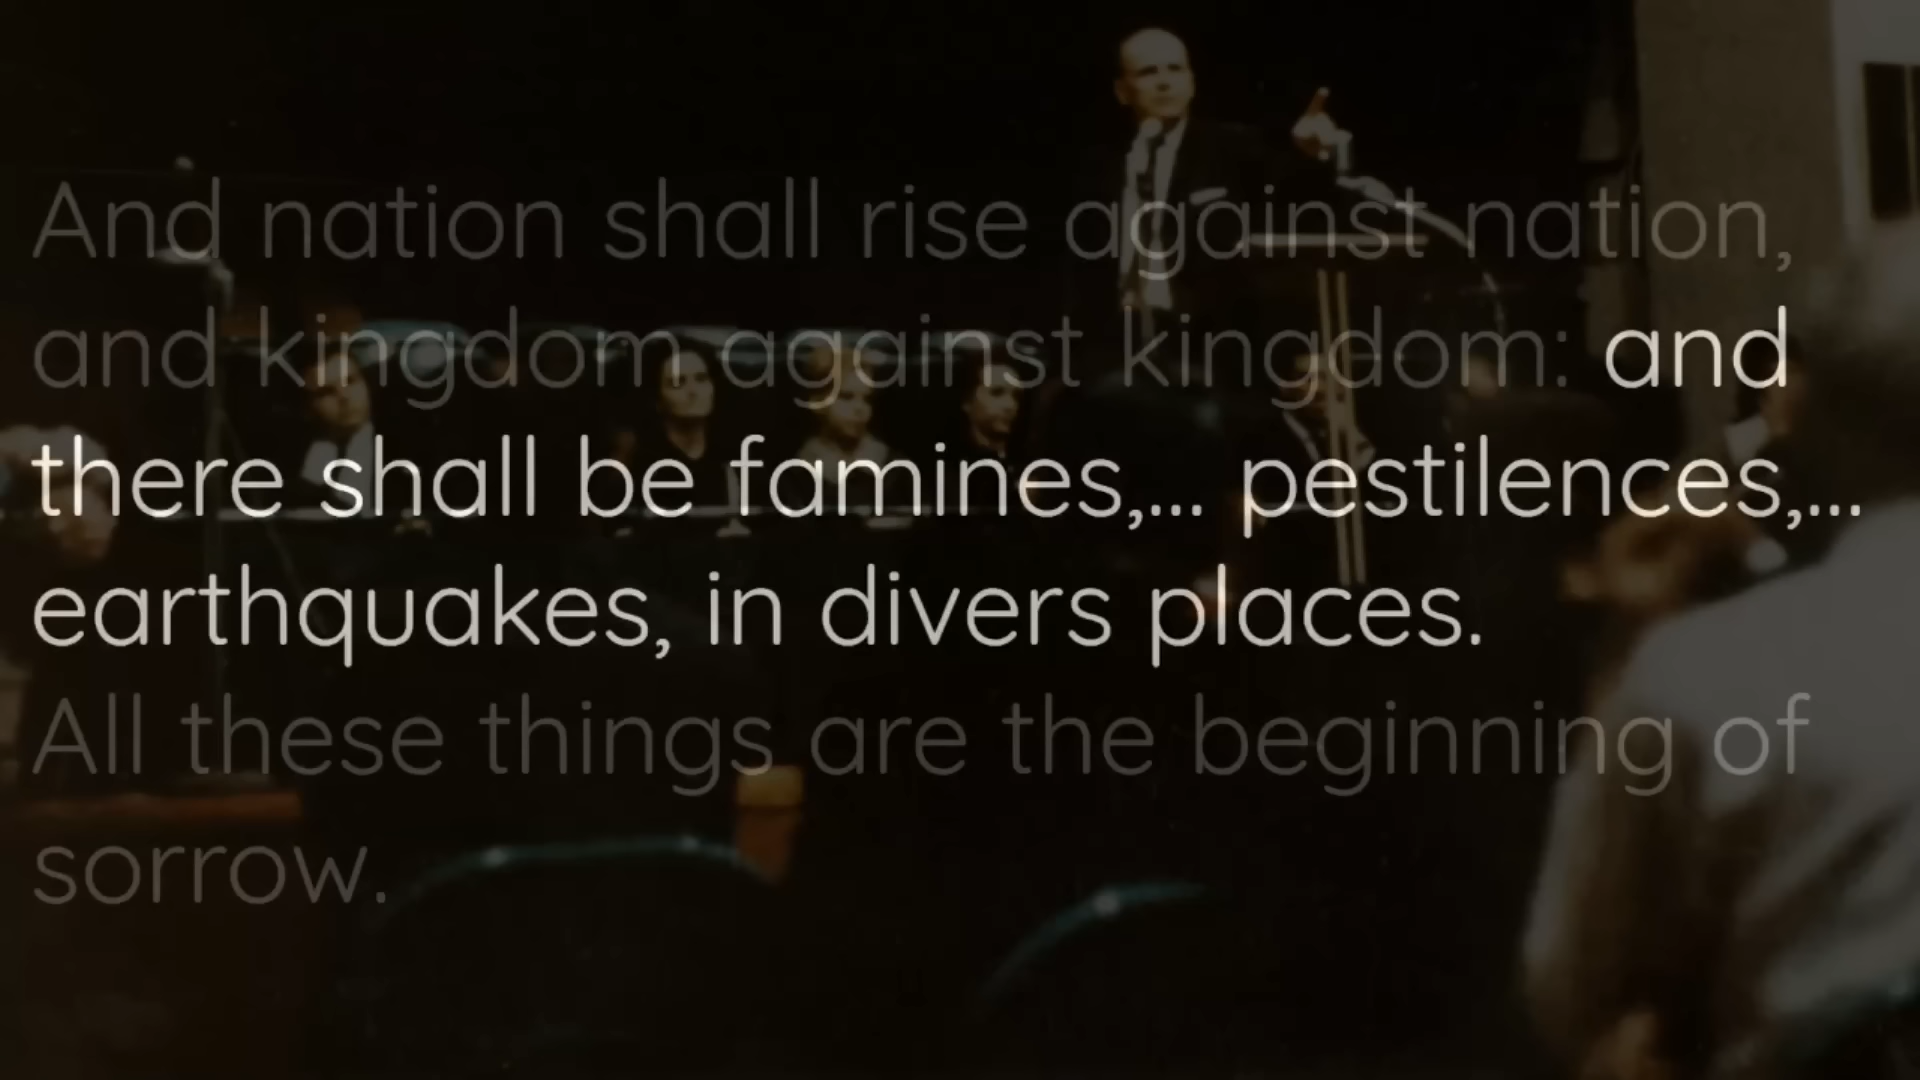 And nation shall rise against nation,
and kingdom against kingdom: and
there shall be famines,... pestilences,...
earthquakes, in divers places.
All these things are the beginning of
sorrow.